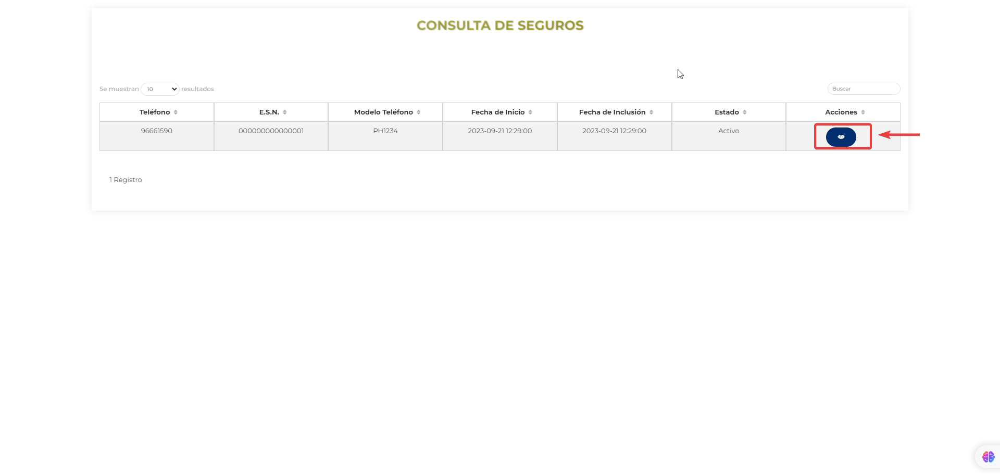 CONSULTA DE SEGUROS
Se muestran 10 resultados
Buscar
Teléfono E.S.N. Modelo Teléfono Fecha de Inicio Fecha de Inclusión Estado Acciones
96661590 000000000000001 PH1234 2023-09-21 12:29:00 2023-09-21 12:29:00 Activo
1 Registro